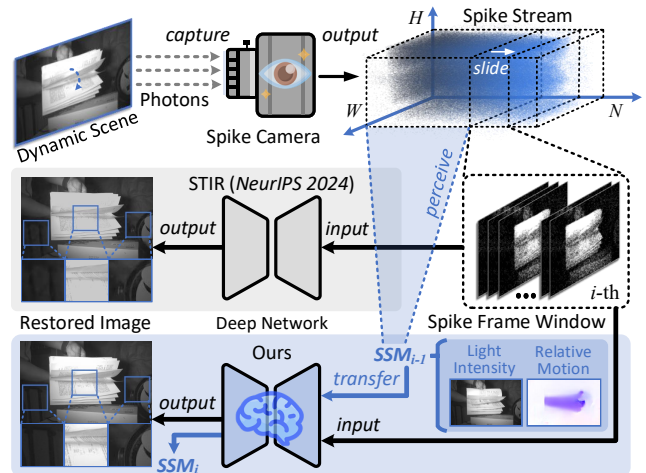 capture
output
Photons
Dynamic Scene
Spike Camera
Spike Stream
H
slide
W
N
perceive
STIR (NeurIPS 2024)
output
input
i-th
Restored Image
Deep Network
Spike Frame Window
Ours
SSMi-1
transfer
Light
Intensity
Relative
Motion
output
input
SSMi